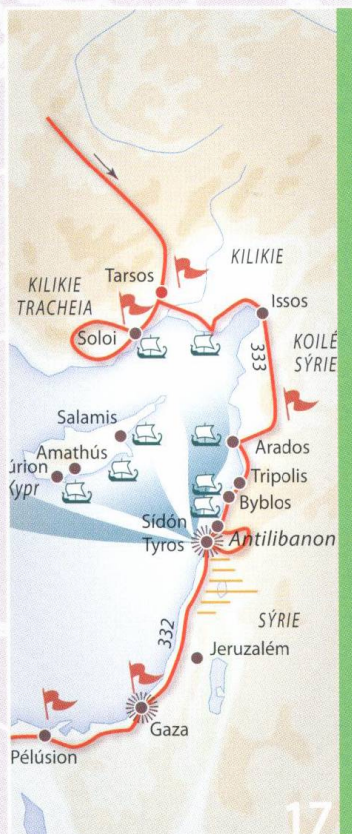 Tarsos
KILIKIE
KILIKIE
TRACHEIA
Issos
Soloi
KOILÉ
SÝRIE
333
Salamis
Arados
Amathús
Tripolis
úrion
Byblos
Kypr
Sídón
Tyros
Antilibanon
SÝRIE
332
Jeruzalém
Gaza
Pélúsion
17